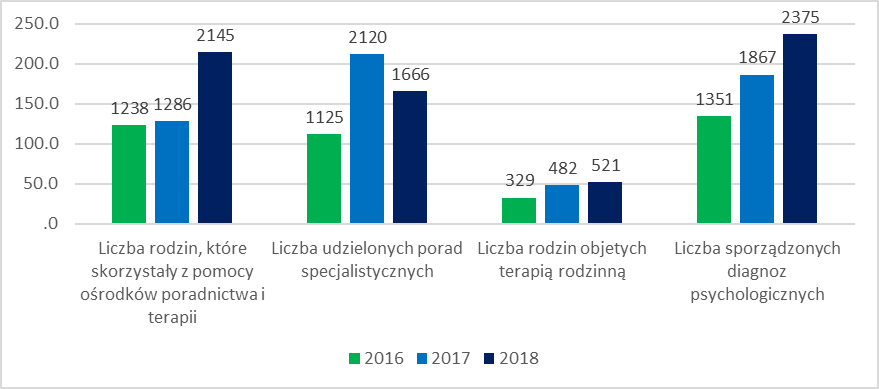 250.0
200.0
150.0
100.0
50.0
.0
1238
1286
2145
1125
2120
1666
329
482
521
1351
1867
2375
Liczba rodzin, które
skorzystały z pomocy
ośrodków poradnictwa i
terapii
Liczba udzielonych porad
specjalistycznych
Liczba rodzin objetych
terapią rodzinną
Liczba sporządzonych
diagnoz
psychologicznych
2016 2017 2018